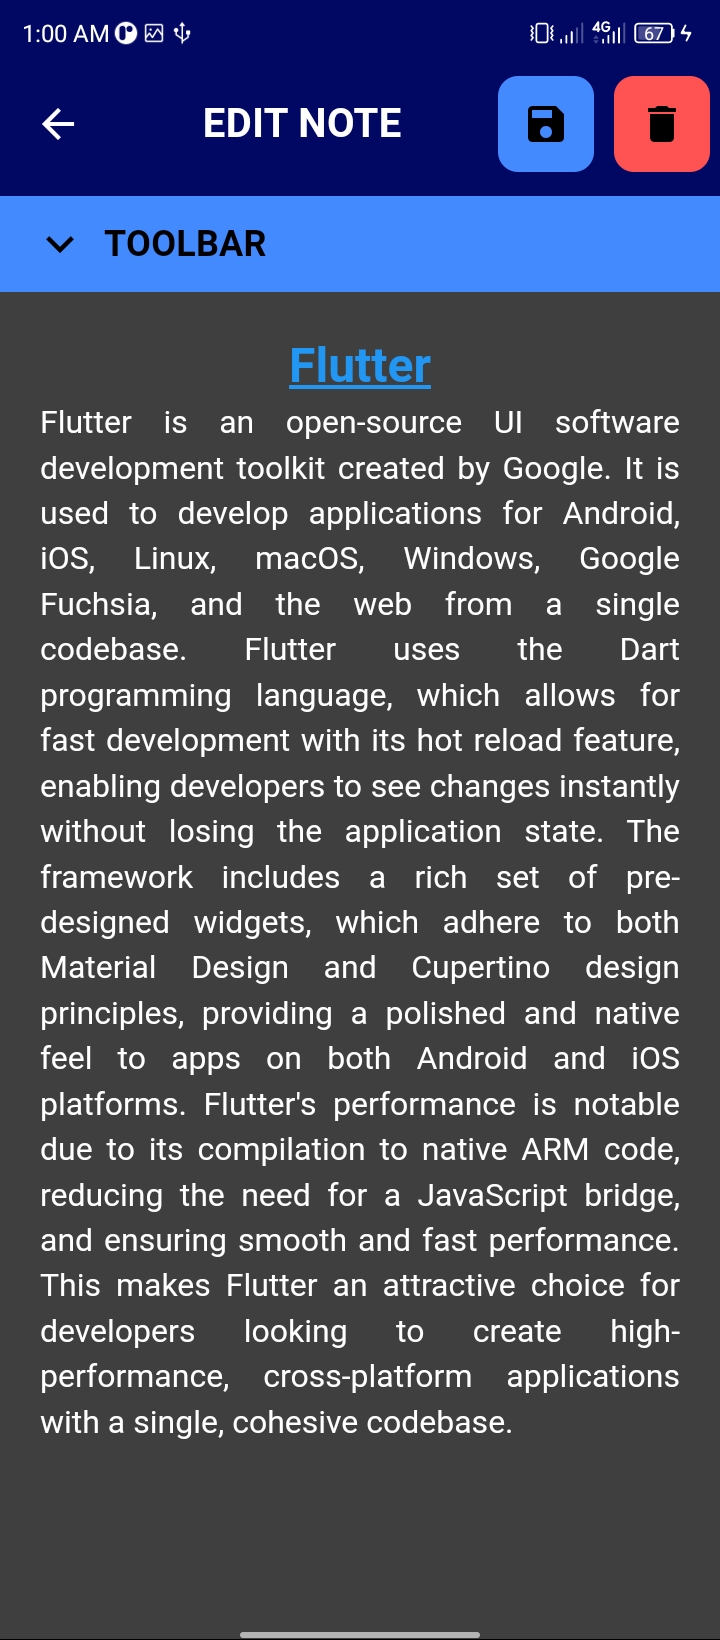 1:00 AM
4G
67
EDIT NOTE
TOOLBAR
Flutter
Flutter is an open-source UI software
development toolkit created by Google. It is
used to develop applications for Android,
iOS, Linux, macOS, Windows, Google
Fuchsia, and the web from a single
codebase. Flutter uses the Dart
programming language, which allows for
fast development with its hot reload feature,
enabling developers to see changes instantly
without losing the application state. The
framework includes a rich set of pre-
designed widgets, which adhere to both
Material Design and Cupertino design
principles, providing a polished and native
feel to apps on both Android and iOS
platforms. Flutter's performance is notable
due to its compilation to native ARM code,
reducing the need for a JavaScript bridge,
and ensuring smooth and fast performance.
This makes Flutter an attractive choice for
developers looking to create high-
performance, cross-platform applications
with a single, cohesive codebase.